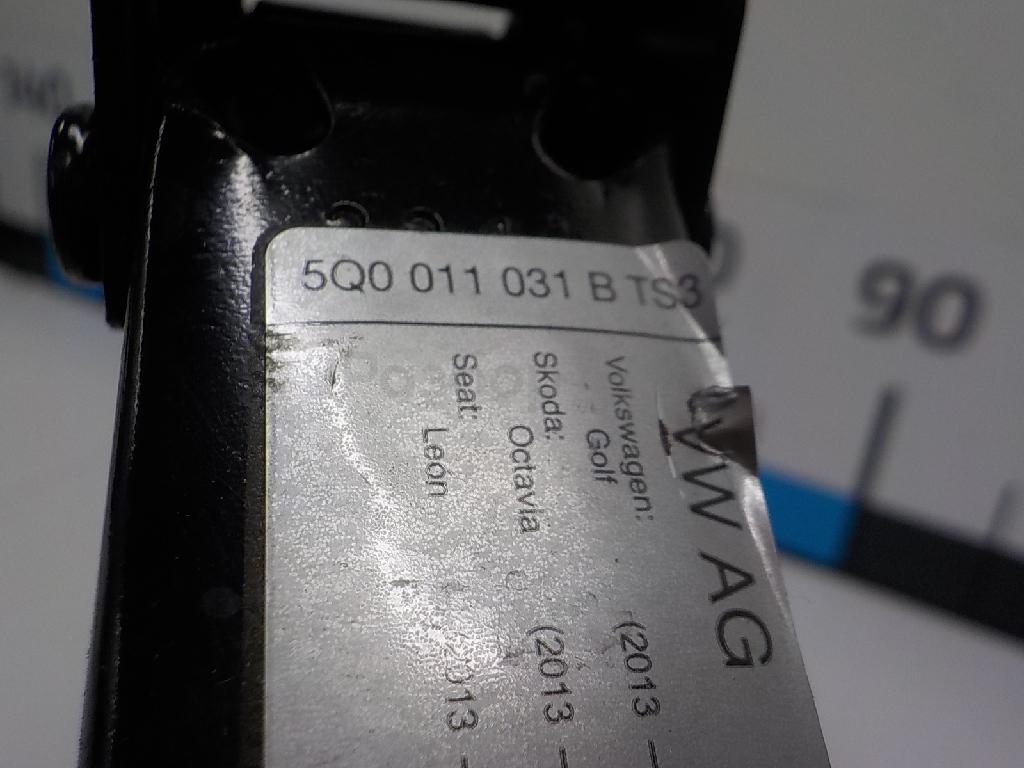 5Q0 011 031 B TS3
VW AG
Volkswagen:
Golf (2013 –
Skoda:
Octavia (2013 –
Seat:
León (2013 –
90